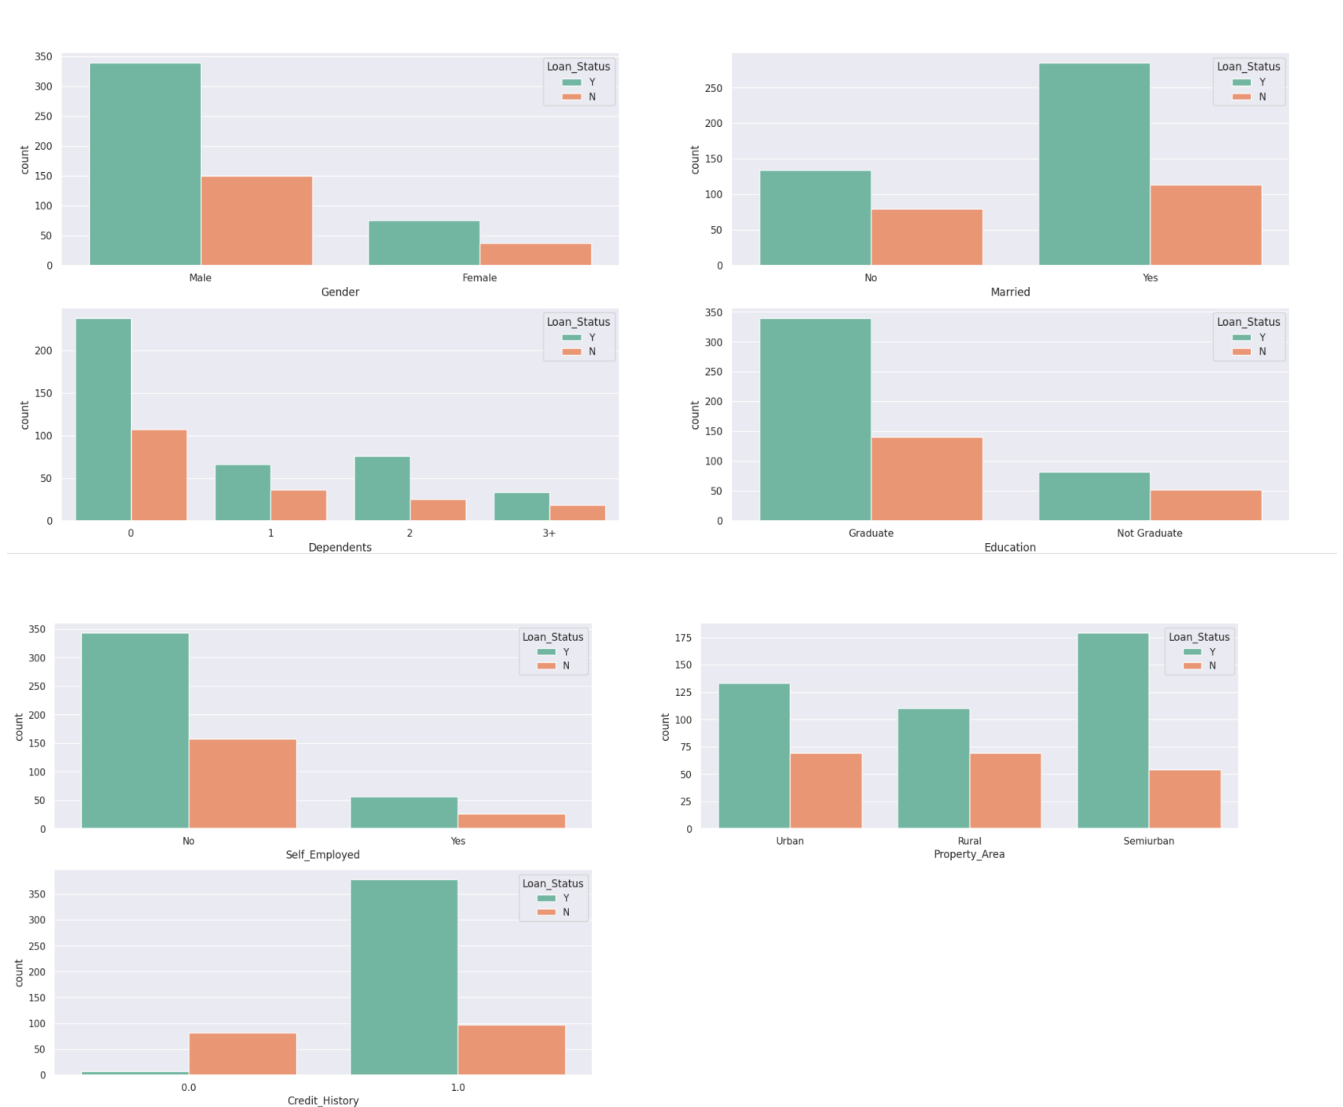 Loan_Status
Y
N
350
300
250
200
150
100
50
0
count
Male Female
Gender
Loan_Status
Y
N
250
200
150
100
50
0
count
No Yes
Married
Loan_Status
Y
N
200
150
100
50
0
count
0 1 2 3+
Dependents
Loan_Status
Y
N
350
300
250
200
150
100
50
0
count
Graduate Not Graduate
Education
Loan_Status
Y
N
350
300
250
200
150
100
50
0
count
No Yes
Self_Employed
Loan_Status
Y
N
175
150
125
100
75
50
25
0
count
Urban Rural Semiurban
Property_Area
Loan_Status
Y
N
350
300
250
200
150
100
50
0
count
0.0 1.0
Credit_History